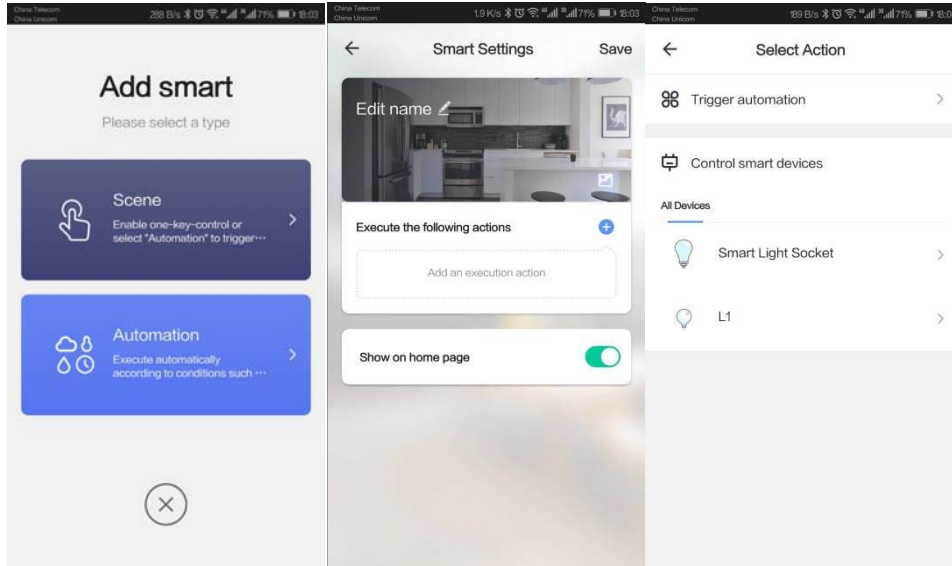 China Telecom
China Unicom
288 B/s 71% 18:03
Add smart
Please select a type
Scene
Enable one-key-control or
select "Automation" to trigger···
Automation
Execute automatically
according to conditions such ···
China Telecom
China Unicom
1.9 K/s 71% 18:03
Smart Settings
Save
Edit name
Execute the following actions
Add an execution action
Show on home page
China Telecom
China Unicom
189 B/s 71% 18:0
Select Action
Trigger automation
Control smart devices
All Devices
Smart Light Socket
L1